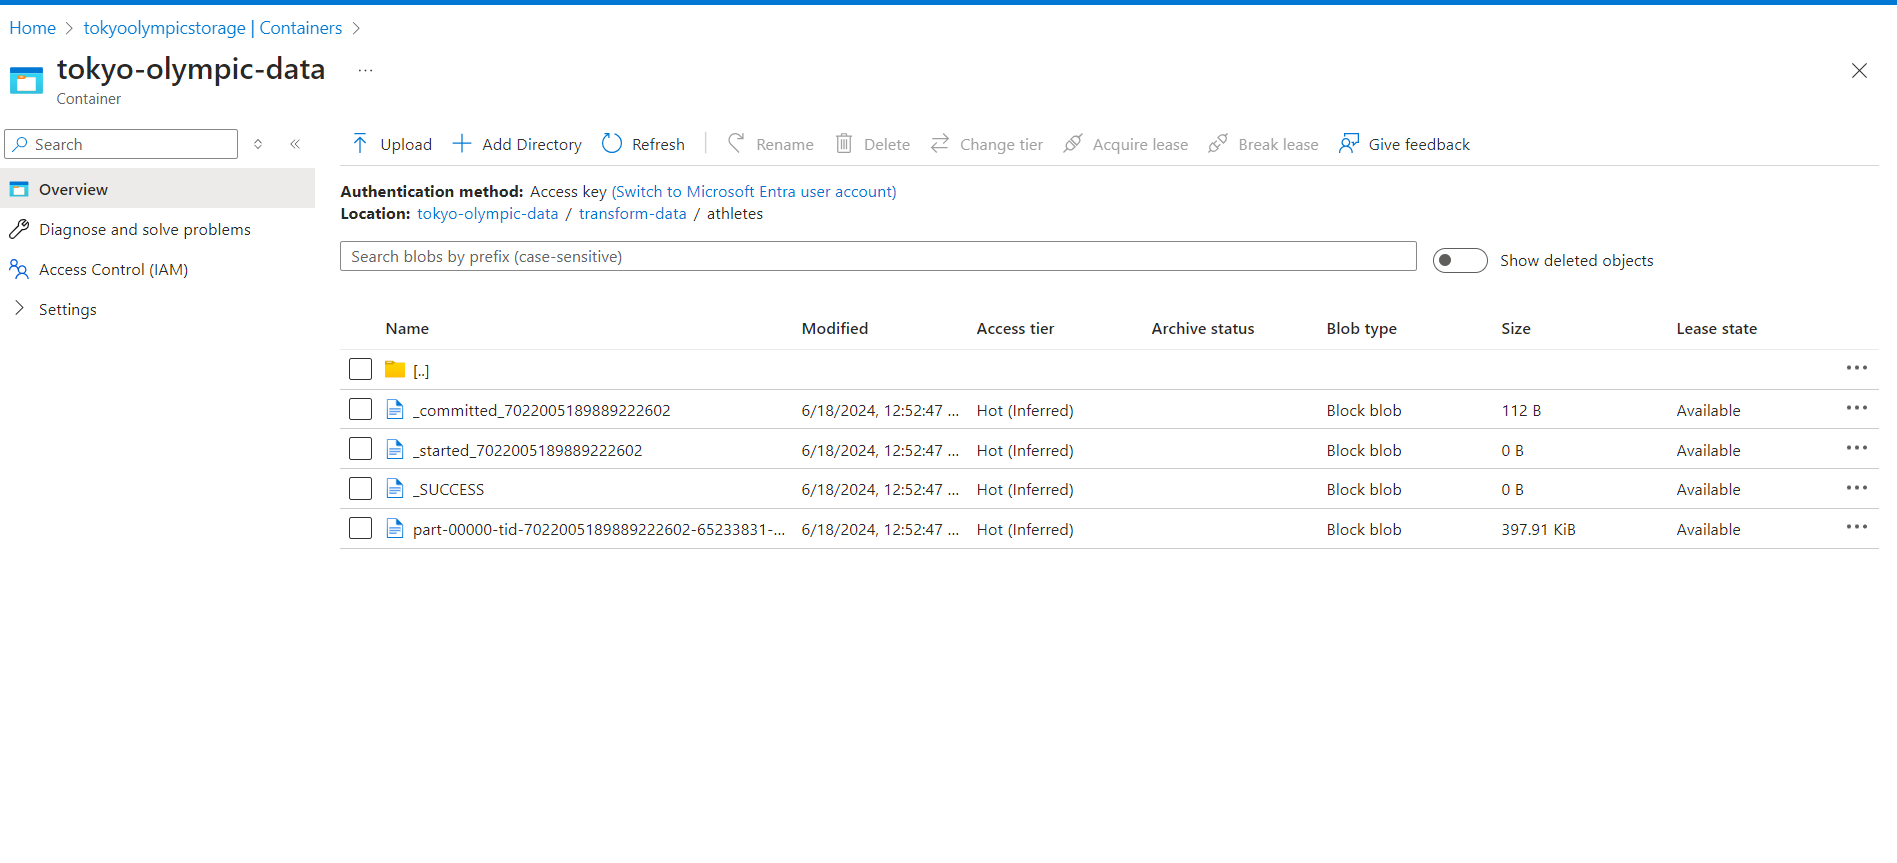 Home > tokyoolympicstorage | Containers >
tokyo-olympic-data ...
Container
Search
Overview
Diagnose and solve problems
Access Control (IAM)
Settings
Upload Add Directory Refresh Rename Delete Change tier Acquire lease Break lease Give feedback
Authentication method: Access key (Switch to Microsoft Entra user account)
Location: tokyo-olympic-data / transform-data / athletes
Search blobs by prefix (case-sensitive)
Show deleted objects
Name Modified Access tier Archive status Blob type Size Lease state
[..]
_committed_7022005189889222602 6/18/2024, 12:52:47 ... Hot (Inferred) Block blob 112 B Available
_started_7022005189889222602 6/18/2024, 12:52:47 ... Hot (Inferred) Block blob 0 B Available
_SUCCESS 6/18/2024, 12:52:47 ... Hot (Inferred) Block blob 0 B Available
part-00000-tid-7022005189889222602-65233831-... 6/18/2024, 12:52:47 ... Hot (Inferred) Block blob 397.91 KiB Available